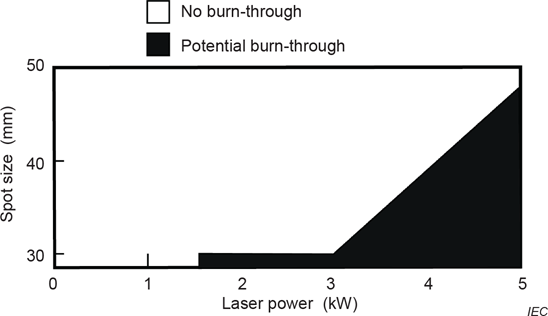 No burn-through
Potential burn-through
50
40
30
Spot size (mm)
0 1 2 3 4 5
Laser power (kW)
IEC